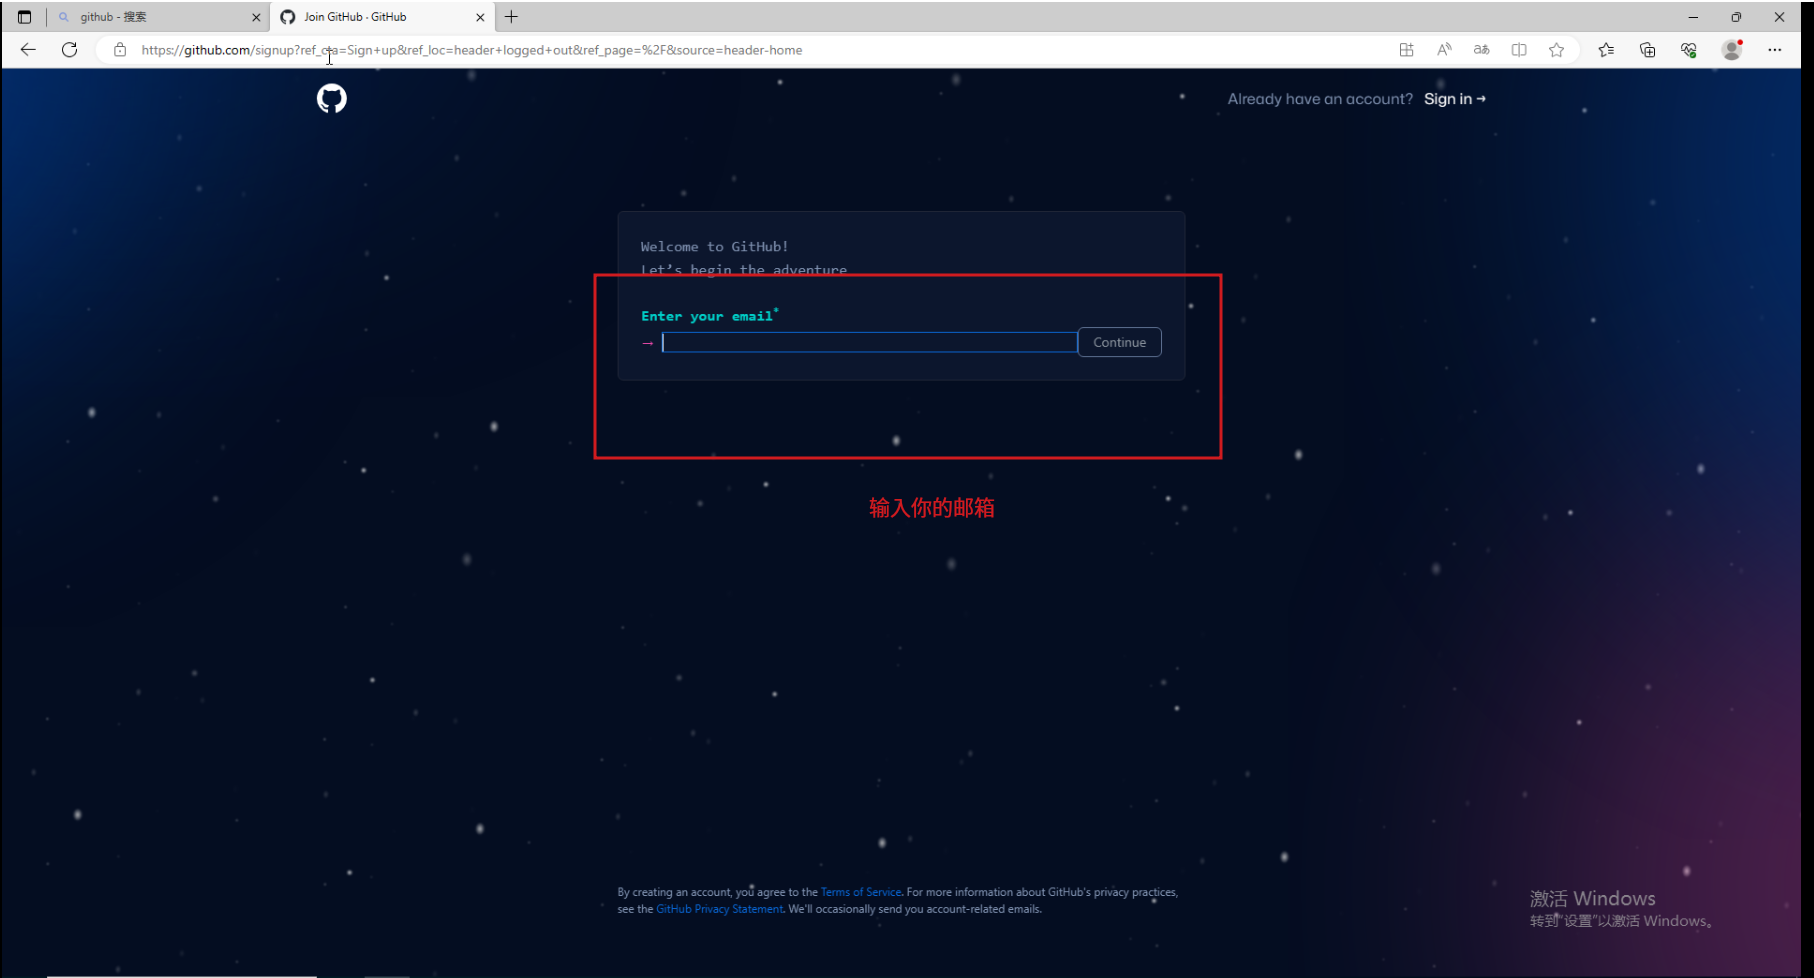 github - 搜索
Join GitHub · GitHub
https://github.com/signup?ref_cta=Sign+up&ref_loc=header+logged+out&ref_page=%2F&source=header-home
Already have an account? Sign in →
Welcome to GitHub!
Let’s begin the adventure
Enter your email*
→
Continue
输入你的邮箱
By creating an account, you agree to the Terms of Service. For more information about GitHub's privacy practices,
see the GitHub Privacy Statement. We'll occasionally send you account-related emails.
激活 Windows
转到"设置"以激活 Windows。